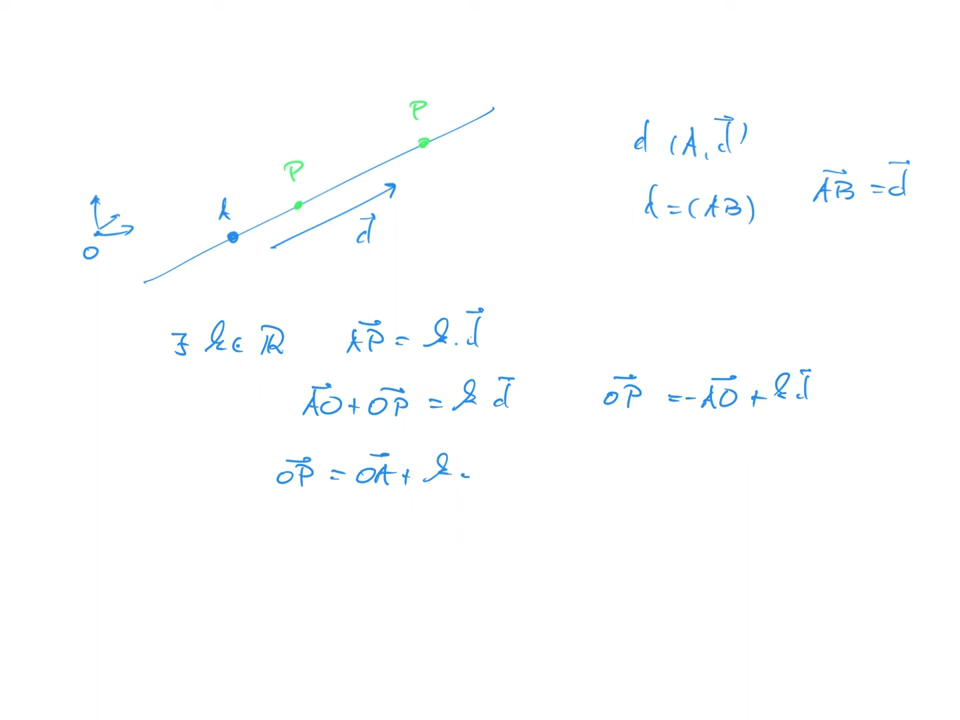 P
P
A
d⃗
O
d (A, d⃗)
d = (AB)
A⃗B = d⃗
∃ k ∈ ℝ A⃗P = k. d⃗
A⃗O + O⃗P = k d⃗
O⃗P = -A⃗O + k d⃗
O⃗P = O⃗A + k .